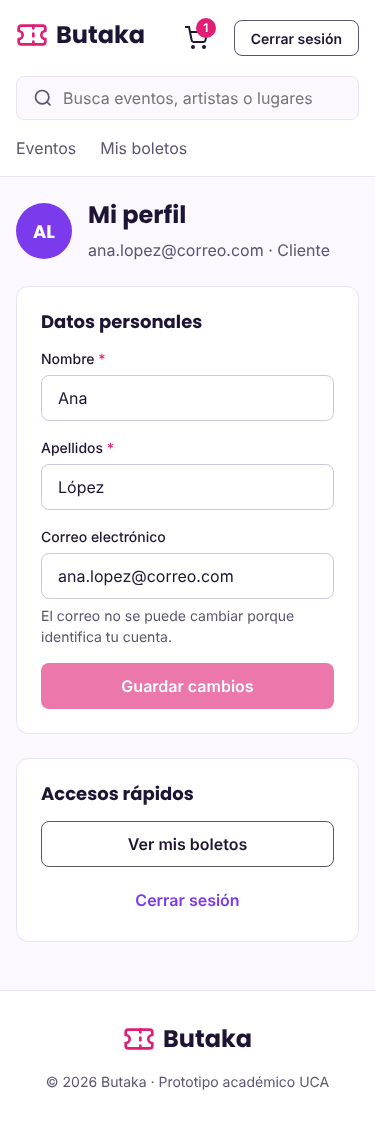 Butaka
1
Cerrar sesión
Busca eventos, artistas o lugares
Eventos
Mis boletos
AL
Mi perfil
ana.lopez@correo.com · Cliente
Datos personales
Nombre *
Ana
Apellidos *
López
Correo electrónico
ana.lopez@correo.com
El correo no se puede cambiar porque
identifica tu cuenta.
Guardar cambios
Accesos rápidos
Ver mis boletos
Cerrar sesión
Butaka
© 2026 Butaka · Prototipo académico UCA